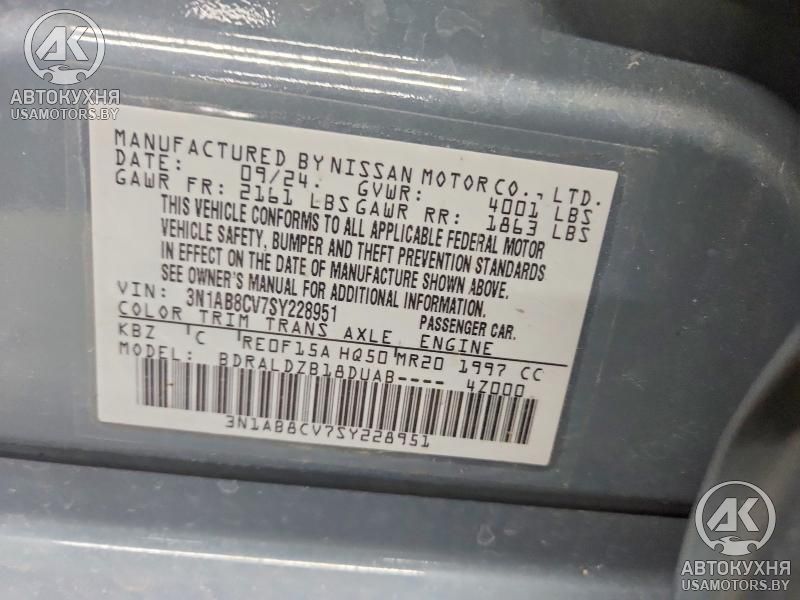 AK
АВТОКУХНЯ
USAMOTORS.BY
MANUFACTURED BY NISSAN MOTOR CO., LTD.
DATE: 09/24. GVWR: 4001 LBS
GAWR FR: 2161 LBS GAWR RR: 1863 LBS
THIS VEHICLE CONFORMS TO ALL APPLICABLE FEDERAL MOTOR
VEHICLE SAFETY, BUMPER AND THEFT PREVENTION STANDARDS
IN EFFECT ON THE DATE OF MANUFACTURE SHOWN ABOVE.
SEE OWNER'S MANUAL FOR ADDITIONAL INFORMATION.
VIN: 3N1AB8CV7SY228951 PASSENGER CAR.
COLOR TRIM TRANS AXLE ENGINE
KBZ C RE0F15A HQ50 MR20 1997 CC
MODEL: BDRALDZB18DUAB---- 4Z000
3N1AB8CV7SY228951
AK
АВТОКУХНЯ
USAMOTORS.BY